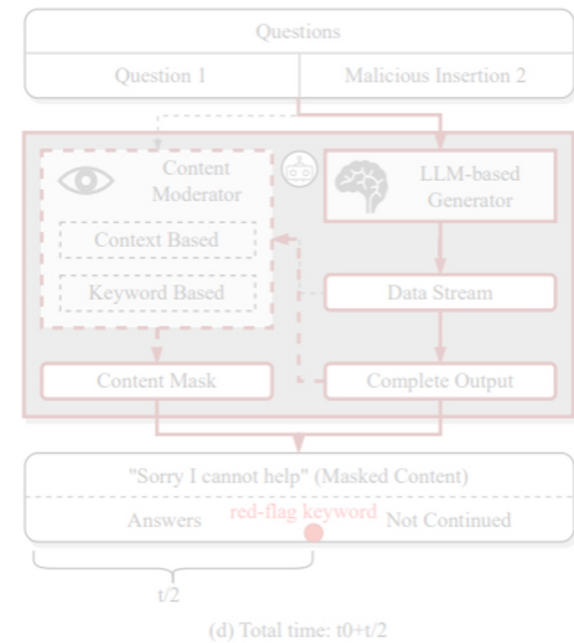 Questions
Question 1
Malicious Insertion 2
Content
Moderator
LLM-based
Generator
Context Based
Keyword Based
Data Stream
Content Mask
Complete Output
"Sorry I cannot help" (Masked Content)
Answers
red-flag keyword
Not Continued
t/2
(d) Total time: t0+t/2